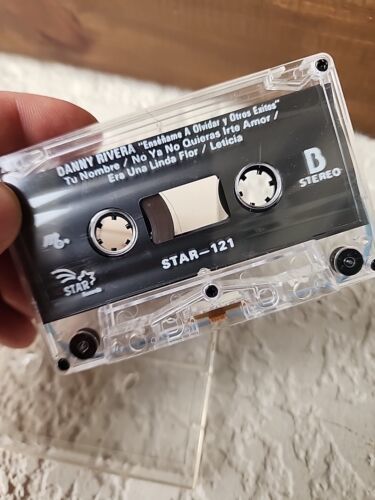 DANNY RIVERA "Enséñame A Olvidar y Otros Exitos"
Tu Nombre / No Ya No Quieras Irte Amor /
Era Una Linda Flor / Leticia
B
STEREO
STAR
STAR-121